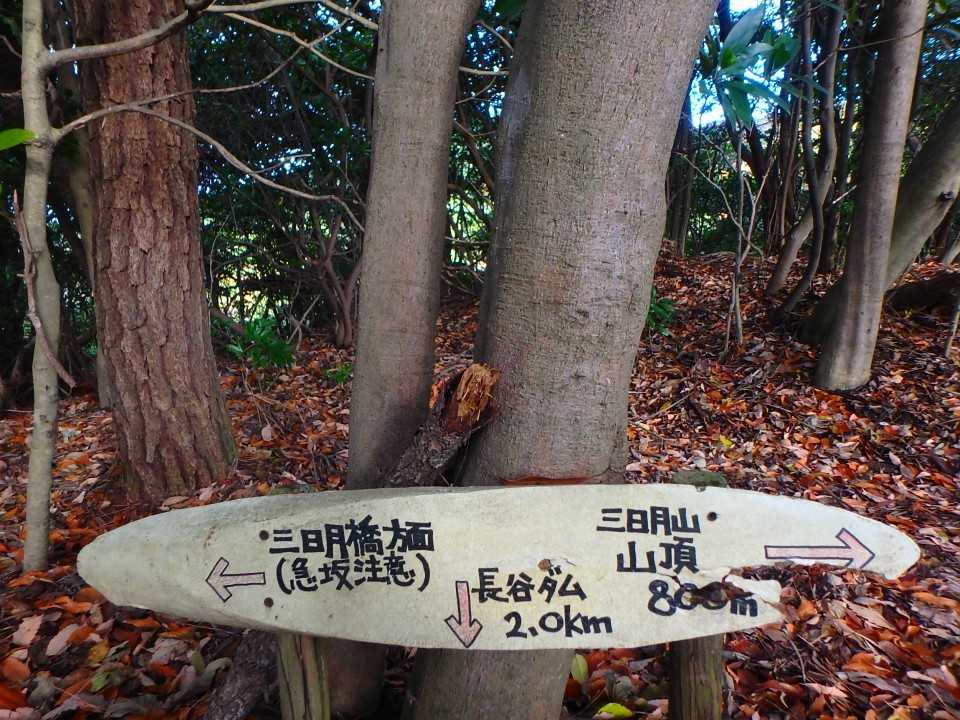 三日月橋方面
(急坂注意)
長谷ダム
2.0km
三日月山
山頂
800m